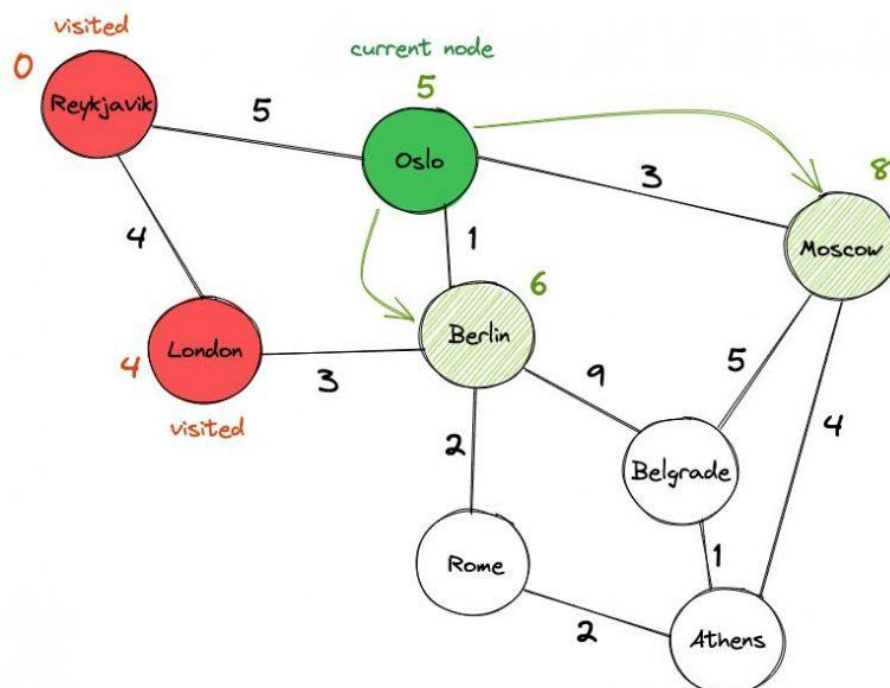 visited
0
Reykjavik
5
current node
5
Oslo
3
8
Moscow
4
1
6
Berlin
London
4
3
visited
9
5
4
2
Belgrade
Rome
1
2
Athens